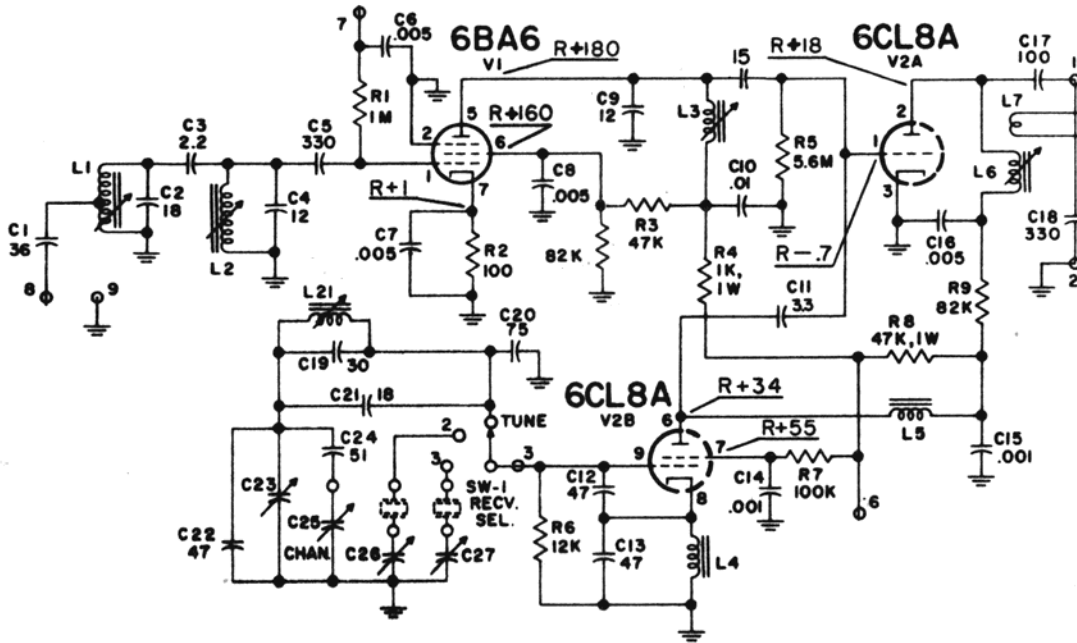 7
C6
.005
6BA6
V1
R+180
R+18
6CL8A
V2A
C17
100
1
15
C3
2.2
C5
330
R1
1M
5
2
1
6
7
R+160
C9
12
L3
R5
5.6M
2
1
3
L7
L6
L1
C2
18
C4
12
L2
R+1
C8
.005
C10
.01
C1
36
8
9
C7
.005
R2
100
82K
R3
47K
R4
1K,
1W
R-.7
C16
.005
C18
330
2
C11
3.3
R9
82K
L21
C20
75
C19
30
R8
47K,1W
C21
18
6CL8A
V2B
R+34
TUNE
2
6
R+55
L5
C24
51
3
3
9
7
8
C15
.001
C23
SW-1
RECV.
SEL.
C12
47
C14
.001
R7
100K
6
C22
47
C25
CHAN.
C26
C27
R6
12K
C13
47
L4